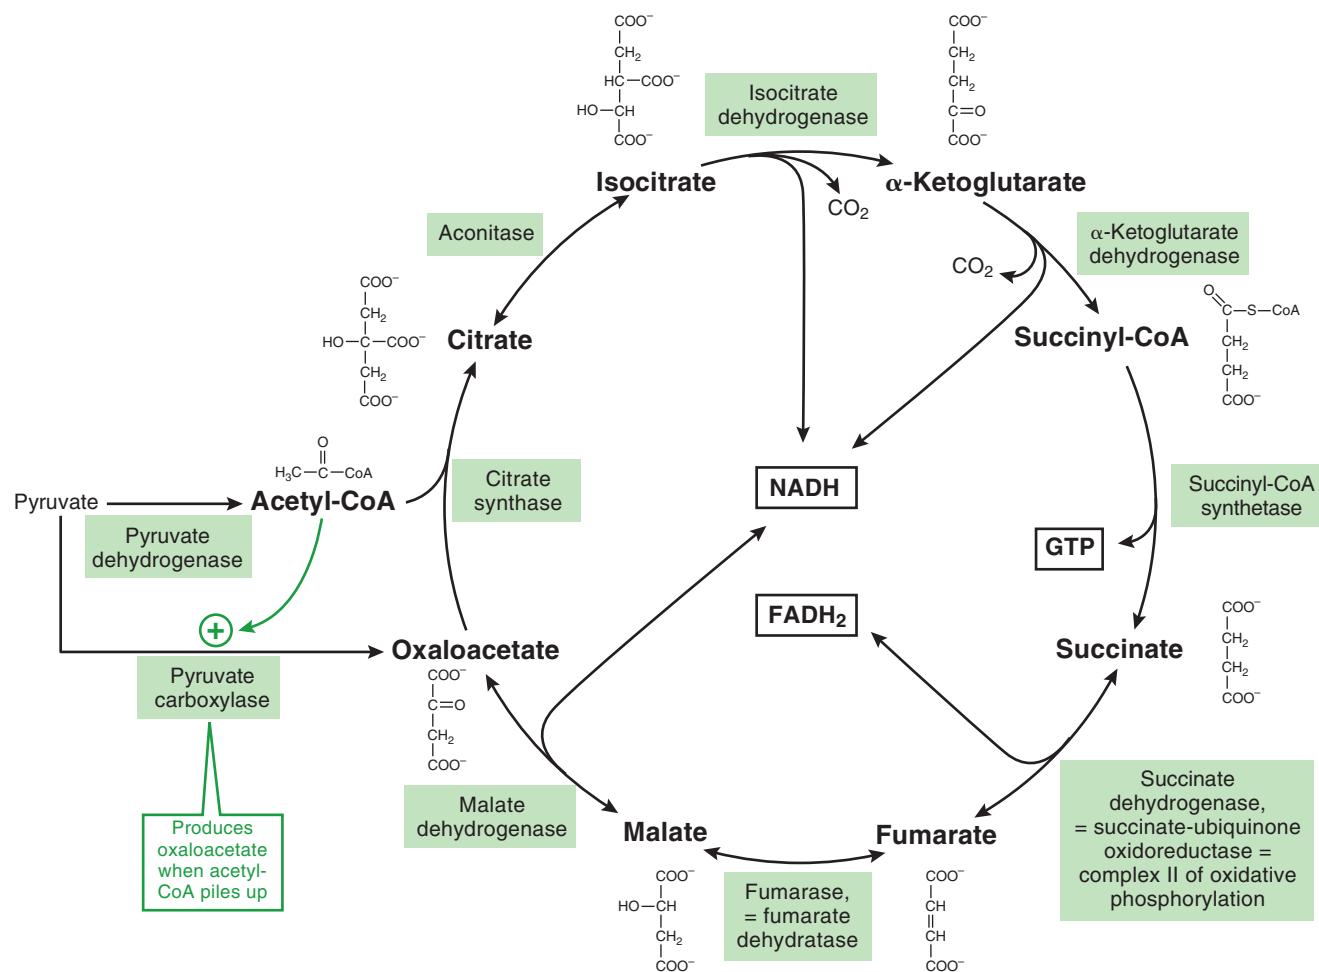 COO⁻
CH₂
HC—COO⁻
HO—CH
COO⁻
Isocitrate
Isocitrate
dehydrogenase
CO₂
COO⁻
CH₂
CH₂
C=O
COO⁻
α-Ketoglutarate
α-Ketoglutarate
dehydrogenase
CO₂
O
C—S—CoA
CH₂
CH₂
COO⁻
Succinyl-CoA
Aconitase
COO⁻
CH₂
HO—C—COO⁻
CH₂
COO⁻
Citrate
O
H₃C—C—CoA
Pyruvate
Acetyl-CoA
Citrate
synthase
Pyruvate
dehydrogenase
NADH
Succinyl-CoA
synthetase
GTP
FADH₂
+
Oxaloacetate
COO⁻
C=O
CH₂
COO⁻
Pyruvate
carboxylase
Succinate
COO⁻
CH₂
CH₂
COO⁻
Produces
oxaloacetate
when acetyl-
CoA piles up
Malate
dehydrogenase
Malate
COO⁻
HO—CH
CH₂
COO⁻
Fumarase,
= fumarate
dehydratase
Fumarate
COO⁻
CH
CH
COO⁻
Succinate
dehydrogenase,
= succinate-ubiquinone
oxidoreductase =
complex II of oxidative
phosphorylation